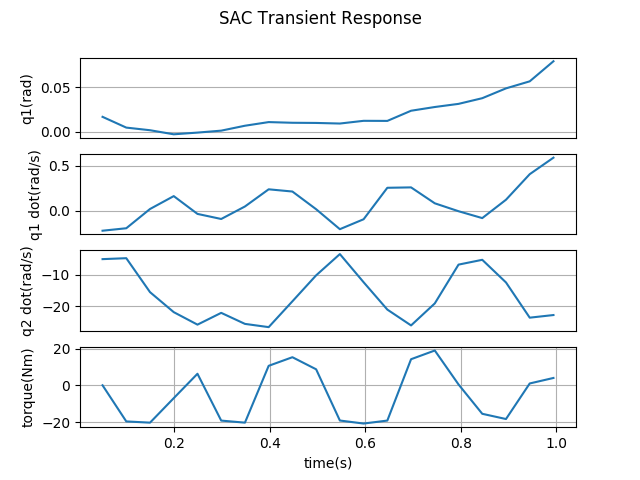 SAC Transient Response
q1(rad)
0.05
0.00
q1 dot(rad/s)
0.5
0.0
q2 dot(rad/s)
−10
−20
torque(Nm)
20
0
−20
0.2 0.4 0.6 0.8 1.0
time(s)